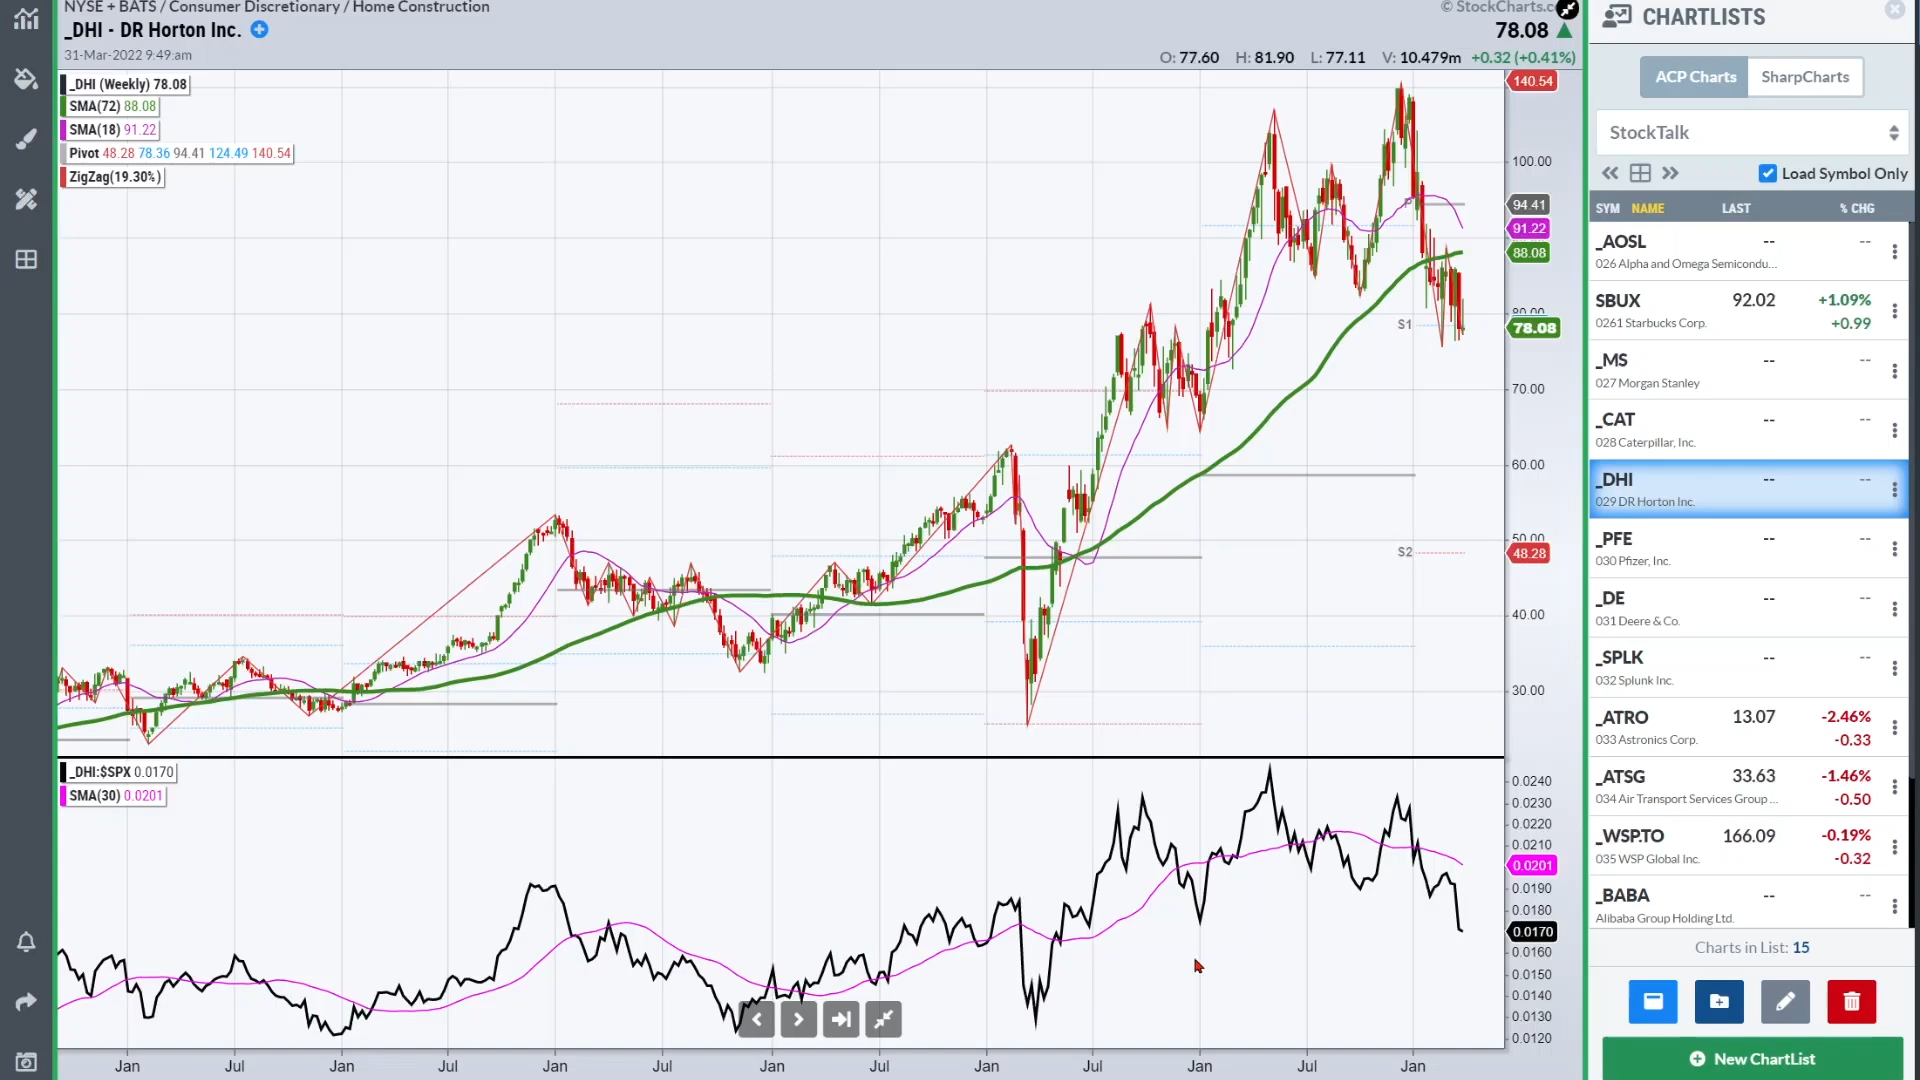 NYSE + BATS / Consumer Discretionary / Home Construction
© StockCharts.c
_DHI - DR Horton Inc.
78.08
31-Mar-2022 9:49:am
O: 77.60 H: 81.90 L: 77.11 V: 10.479m +0.32 (+0.41%)
_DHI (Weekly) 78.08
SMA(72) 88.08
SMA(18) 91.22
Pivot 48.28 78.36 94.41 124.49 140.54
ZigZag(19.30%)
140.54
100.00
P
94.41
91.22
88.08
80.00
S1
78.08
70.00
60.00
50.00
S2
48.28
40.00
30.00
_DHI:$SPX 0.0170
SMA(30) 0.0201
0.0240
0.0230
0.0220
0.0210
0.0201
0.0190
0.0180
0.0170
0.0160
0.0150
0.0140
0.0130
0.0120
Jan Jul Jan Jul Jan Jul Jan Jul Jan Jul Jan Jul Jan
CHARTLISTS
ACP Charts SharpCharts
StockTalk
Load Symbol Only
SYM NAME LAST % CHG
_AOSL -- --
026 Alpha and Omega Semicondu...
SBUX 92.02 +1.09%
0261 Starbucks Corp. +0.99
_MS -- --
027 Morgan Stanley
_CAT -- --
028 Caterpillar, Inc.
_DHI -- --
029 DR Horton Inc.
_PFE -- --
030 Pfizer, Inc.
_DE -- --
031 Deere & Co.
_SPLK -- --
032 Splunk Inc.
_ATRO 13.07 -2.46%
033 Astronics Corp. -0.33
_ATSG 33.63 -1.46%
034 Air Transport Services Group ... -0.50
_WSP.TO 166.09 -0.19%
035 WSP Global Inc. -0.32
_BABA -- --
Alibaba Group Holding Ltd.
Charts in List: 15
New ChartList